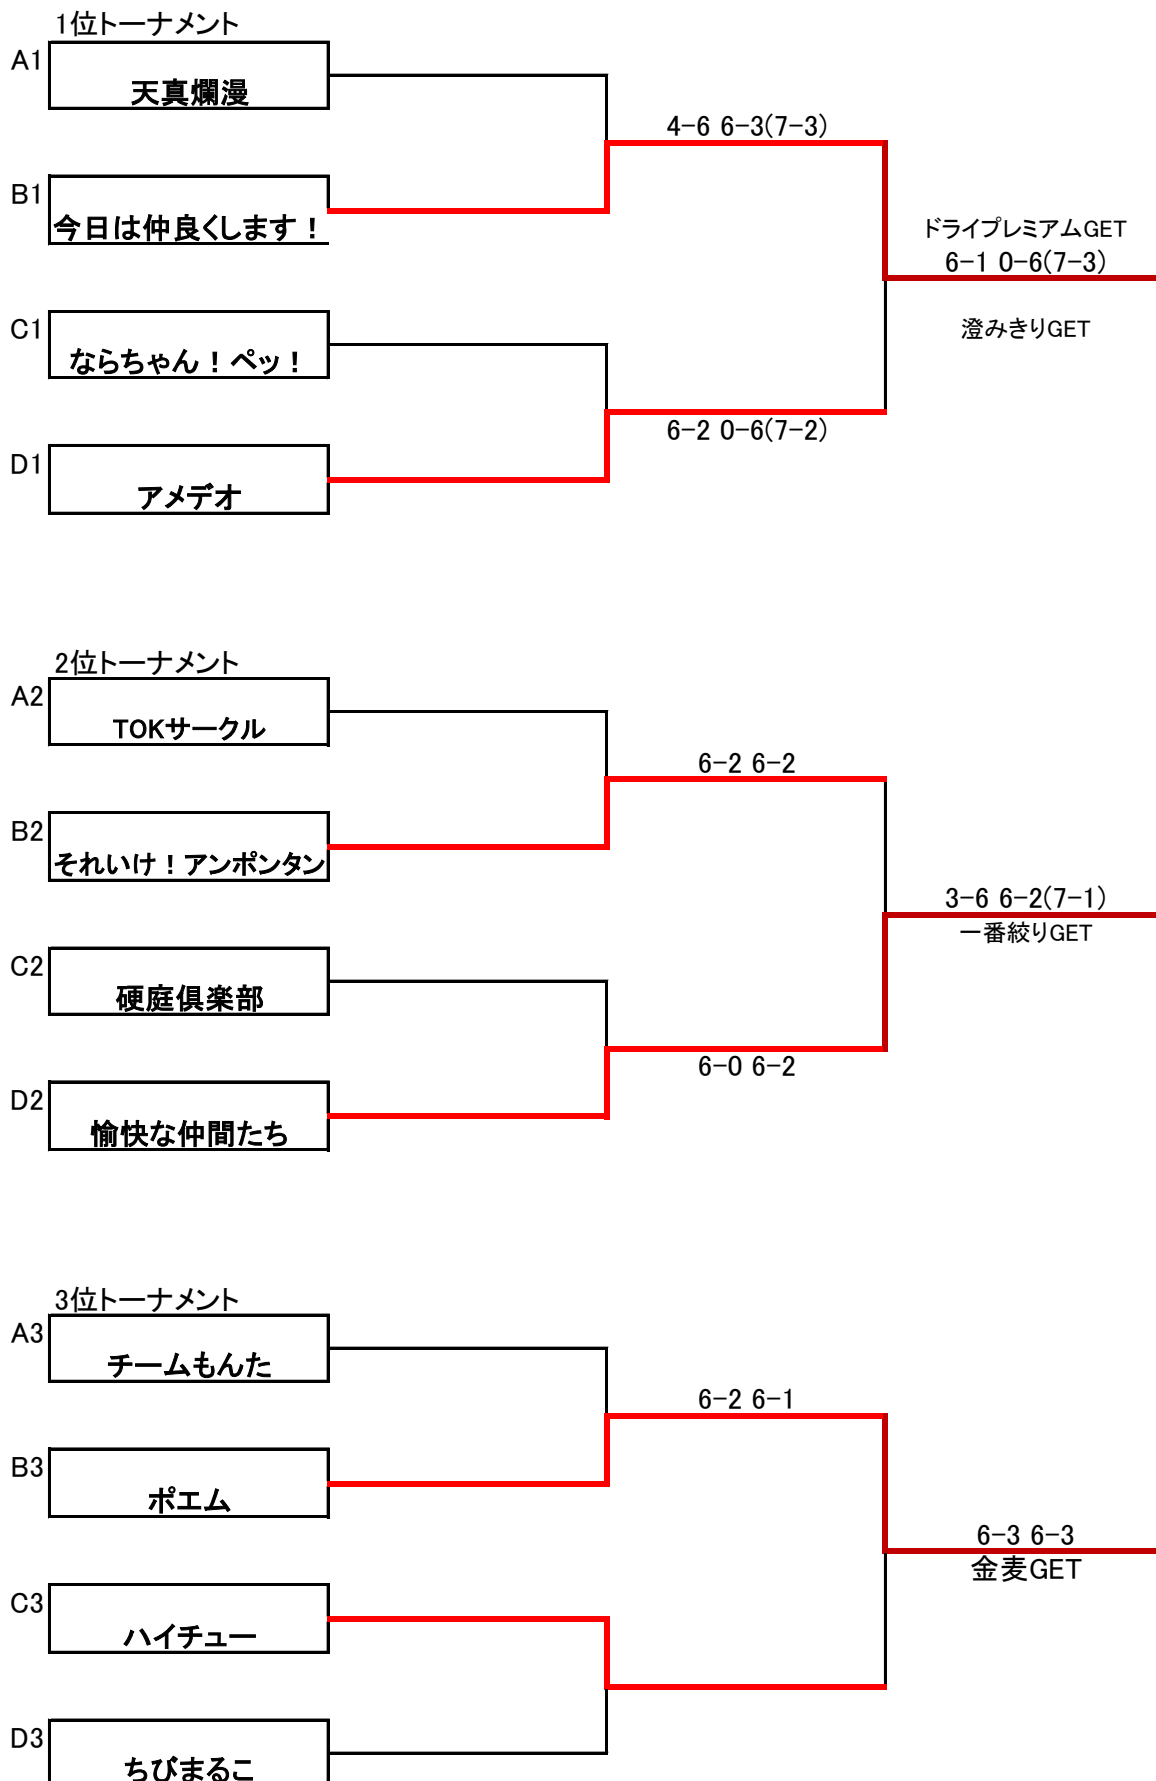 1位トーナメント
A1
天真爛漫
4-6 6-3(7-3)
B1
今日は仲良くします！
ドライプレミアムGET
6-1 0-6(7-3)
C1
ならちゃん！ペッ！
澄みきりGET
6-2 0-6(7-2)
D1
アメデオ
2位トーナメント
A2
TOKサークル
6-2 6-2
B2
それいけ！アンポンタン
3-6 6-2(7-1)
一番絞りGET
C2
硬庭倶楽部
6-0 6-2
D2
愉快な仲間たち
3位トーナメント
A3
チームもんた
6-2 6-1
B3
ポエム
6-3 6-3
金麦GET
C3
ハイチュー
D3
ちびまるこ